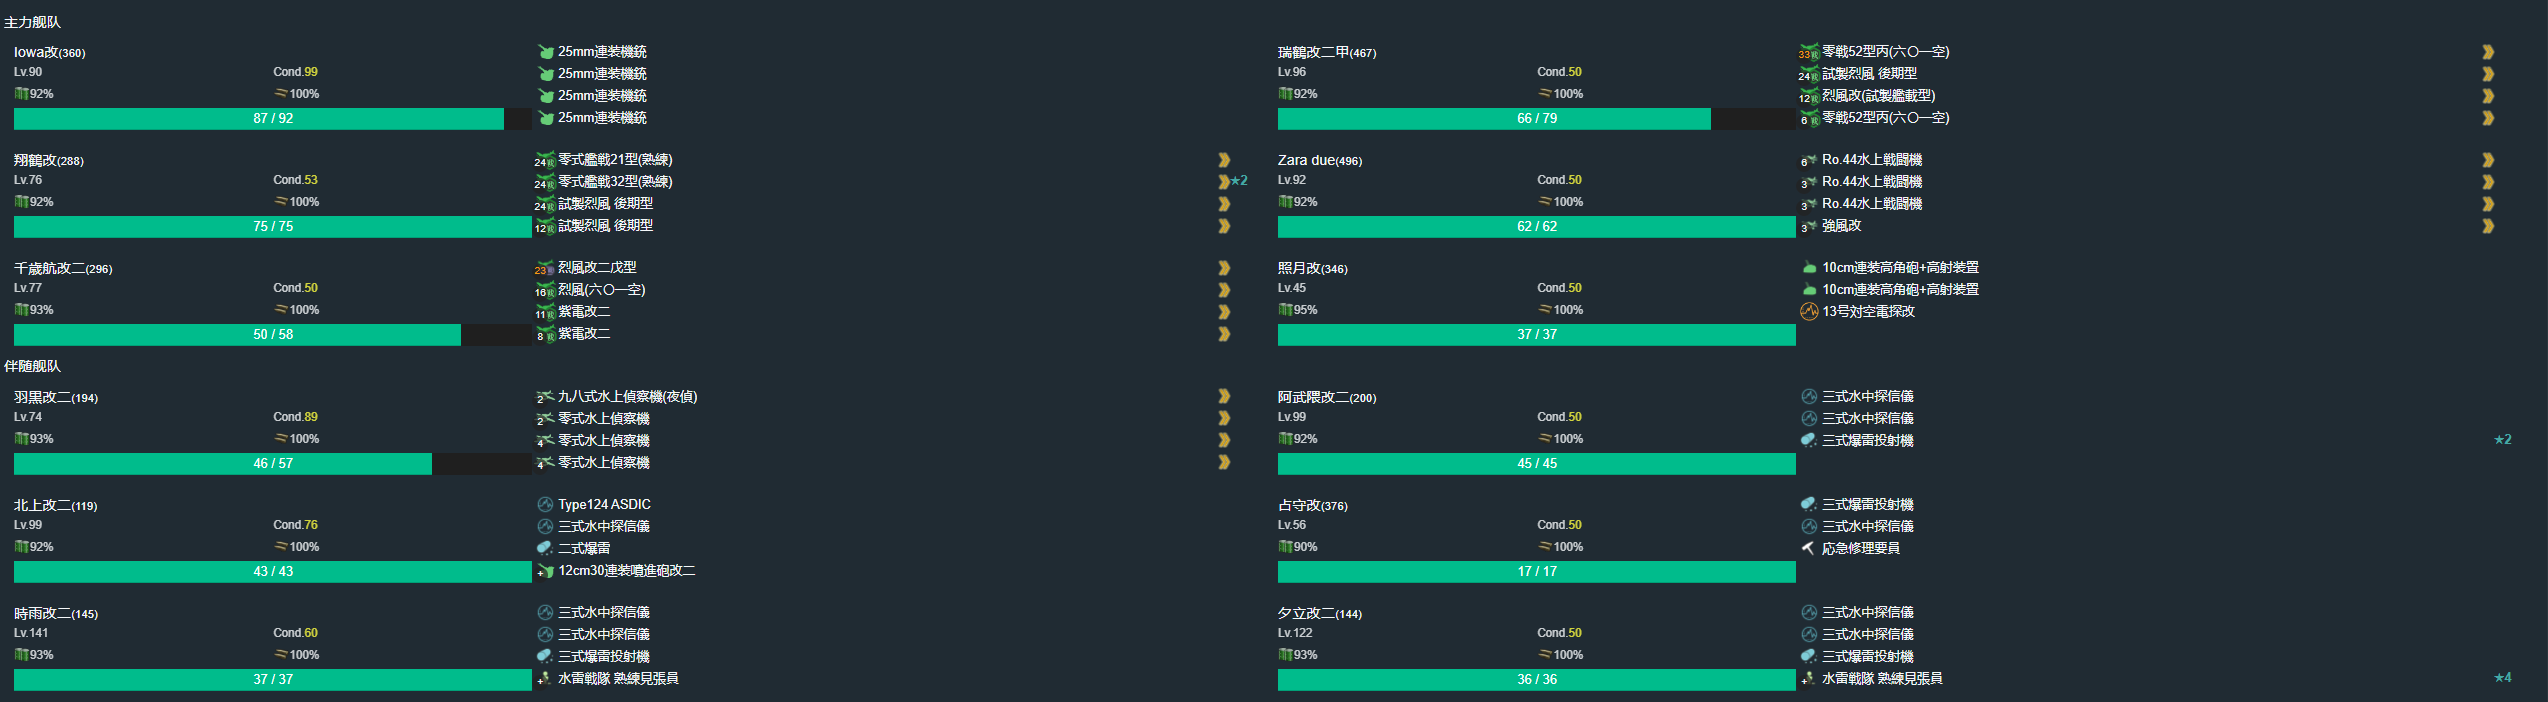 主力舰队
Iowa改(360)
Lv.90 Cond.99
92% 100%
87 / 92
25mm連装機銃
25mm連装機銃
25mm連装機銃
25mm連装機銃
瑞鶴改二甲(467)
Lv.96 Cond.50
92% 100%
66 / 79
33 零戦52型丙(六〇一空)
24 試製烈風 後期型
12 烈風改(試製艦載型)
6 零戦52型丙(六〇一空)
翔鶴改(288)
Lv.76 Cond.53
92% 100%
75 / 75
24 零式艦戦21型(熟練)
24 零式艦戦32型(熟練) ★2
24 試製烈風 後期型
12 試製烈風 後期型
Zara due(496)
Lv.92 Cond.50
92% 100%
62 / 62
6 Ro.44水上戦闘機
3 Ro.44水上戦闘機
3 Ro.44水上戦闘機
3 強風改
千歳航改二(296)
Lv.77 Cond.50
93% 100%
50 / 58
23 烈風改二戊型
16 烈風(六〇一空)
11 紫電改二
8 紫電改二
照月改(346)
Lv.45 Cond.50
95% 100%
37 / 37
10cm連装高角砲+高射装置
10cm連装高角砲+高射装置
13号対空電探改
伴随舰队
羽黒改二(194)
Lv.74 Cond.89
93% 100%
46 / 57
2 九八式水上偵察機(夜偵)
2 零式水上偵察機
4 零式水上偵察機
4 零式水上偵察機
阿武隈改二(200)
Lv.99 Cond.50
92% 100%
45 / 45
三式水中探信儀
三式水中探信儀
三式爆雷投射機 ★2
北上改二(119)
Lv.99 Cond.76
92% 100%
43 / 43
Type124 ASDIC
三式水中探信儀
二式爆雷
+ 12cm30連装噴進砲改二
占守改(376)
Lv.56 Cond.50
90% 100%
17 / 17
三式爆雷投射機
三式水中探信儀
応急修理要員
時雨改二(145)
Lv.141 Cond.60
93% 100%
37 / 37
三式水中探信儀
三式水中探信儀
三式爆雷投射機
+ 水雷戦隊 熟練見張員
夕立改二(144)
Lv.122 Cond.50
93% 100%
36 / 36
三式水中探信儀
三式水中探信儀
三式爆雷投射機
+ 水雷戦隊 熟練見張員 ★4